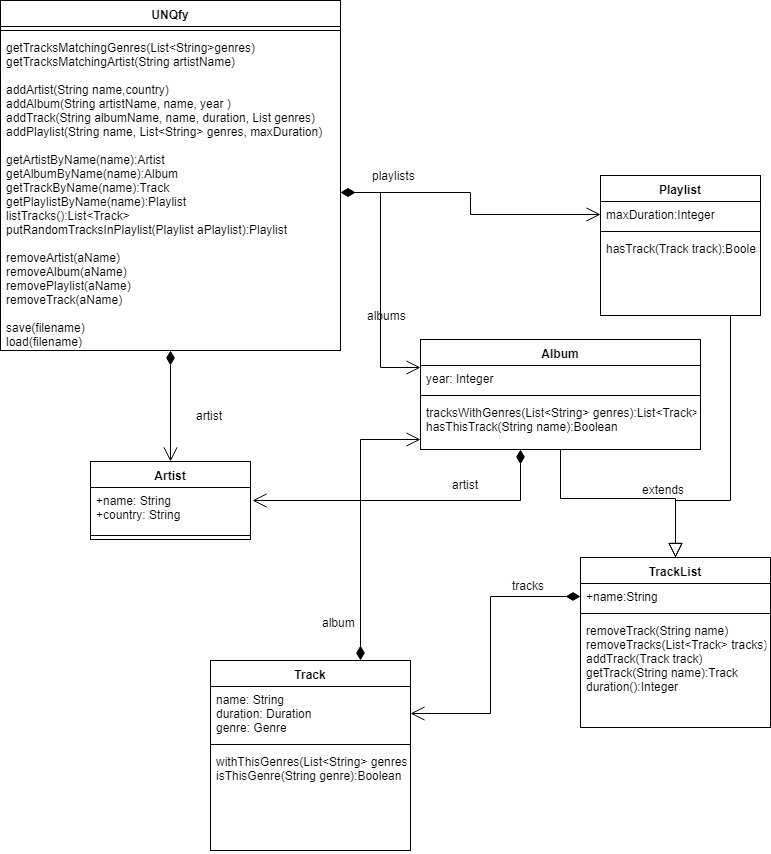 UNQfy
getTracksMatchingGenres(List<String>genres)
getTracksMatchingArtist(String artistName)
addArtist(String name,country)
addAlbum(String artistName, name, year )
addTrack(String albumName, name, duration, List genres)
addPlaylist(String name, List<String> genres, maxDuration)
getArtistByName(name):Artist
getAlbumByName(name):Album
getTrackByName(name):Track
getPlaylistByName(name):Playlist
listTracks():List<Track>
putRandomTracksInPlaylist(Playlist aPlaylist):Playlist
removeArtist(aName)
removeAlbum(aName)
removePlaylist(aName)
removeTrack(aName)
save(filename)
load(filename)
playlists
Playlist
maxDuration:Integer
hasTrack(Track track):Boole
albums
Album
year: Integer
tracksWithGenres(List<String> genres):List<Track>
hasThisTrack(String name):Boolean
artist
Artist
+name: String
+country: String
artist
extends
TrackList
+name:String
removeTrack(String name)
removeTracks(List<Track> tracks)
addTrack(Track track)
getTrack(String name):Track
duration():Integer
tracks
album
Track
name: String
duration: Duration
genre: Genre
withThisGenres(List<String> genres
isThisGenre(String genre):Boolean